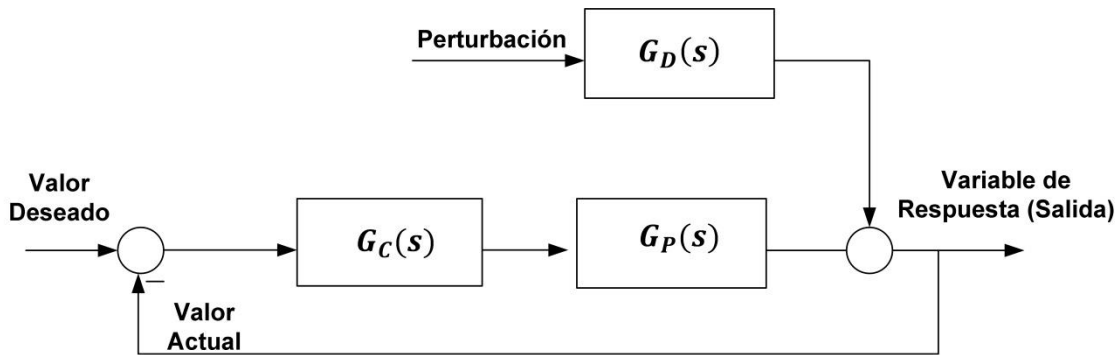 Perturbación
G_D(s)
Valor
Deseado
G_C(s)
G_P(s)
Variable de
Respuesta (Salida)
−
Valor
Actual